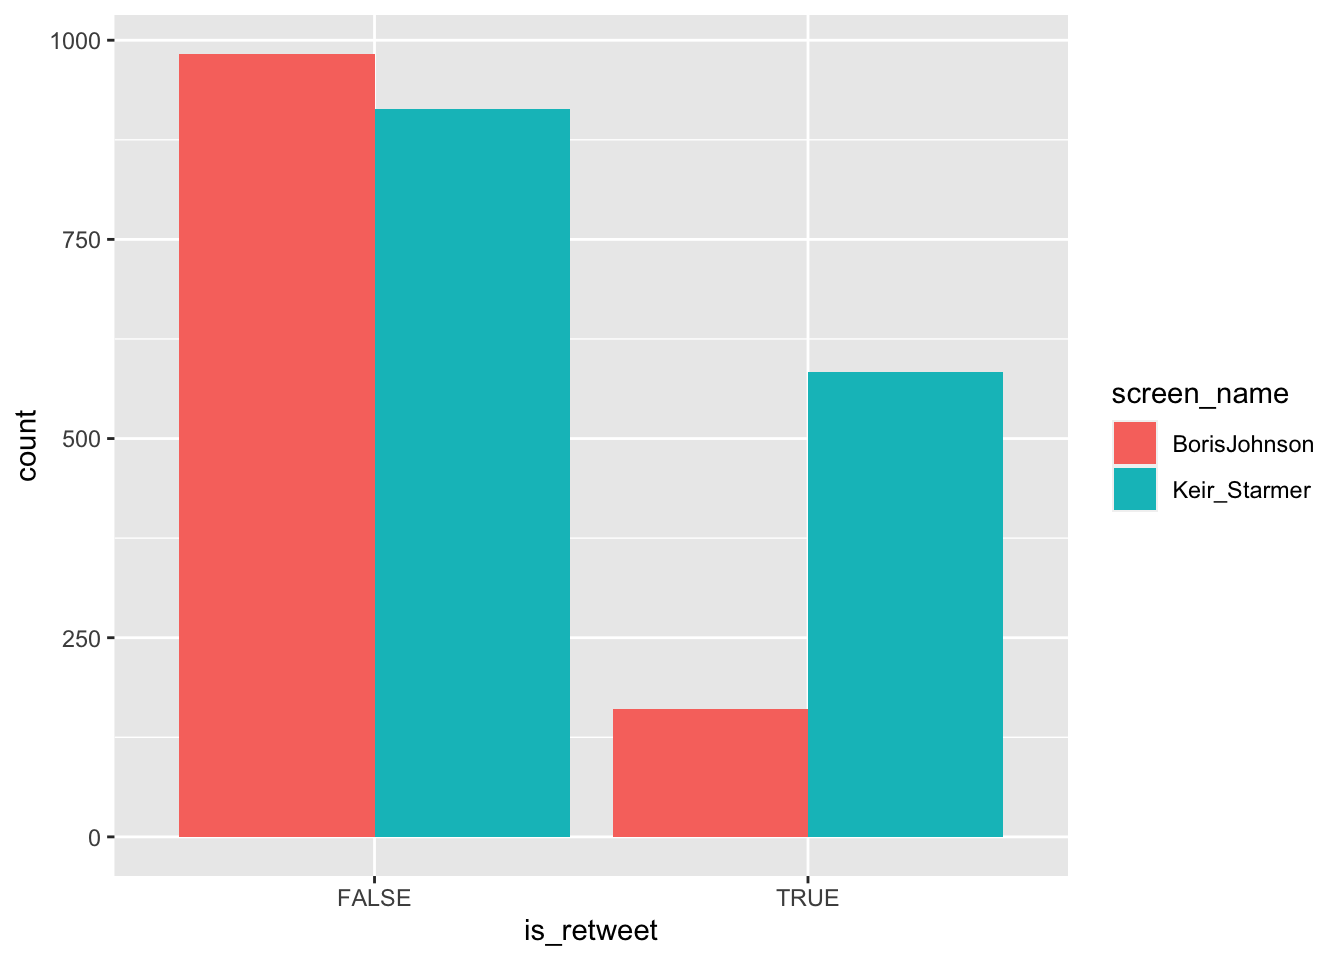 1000
750
500
250
0
count
FALSE
TRUE
is_retweet
screen_name
BorisJohnson
Keir_Starmer